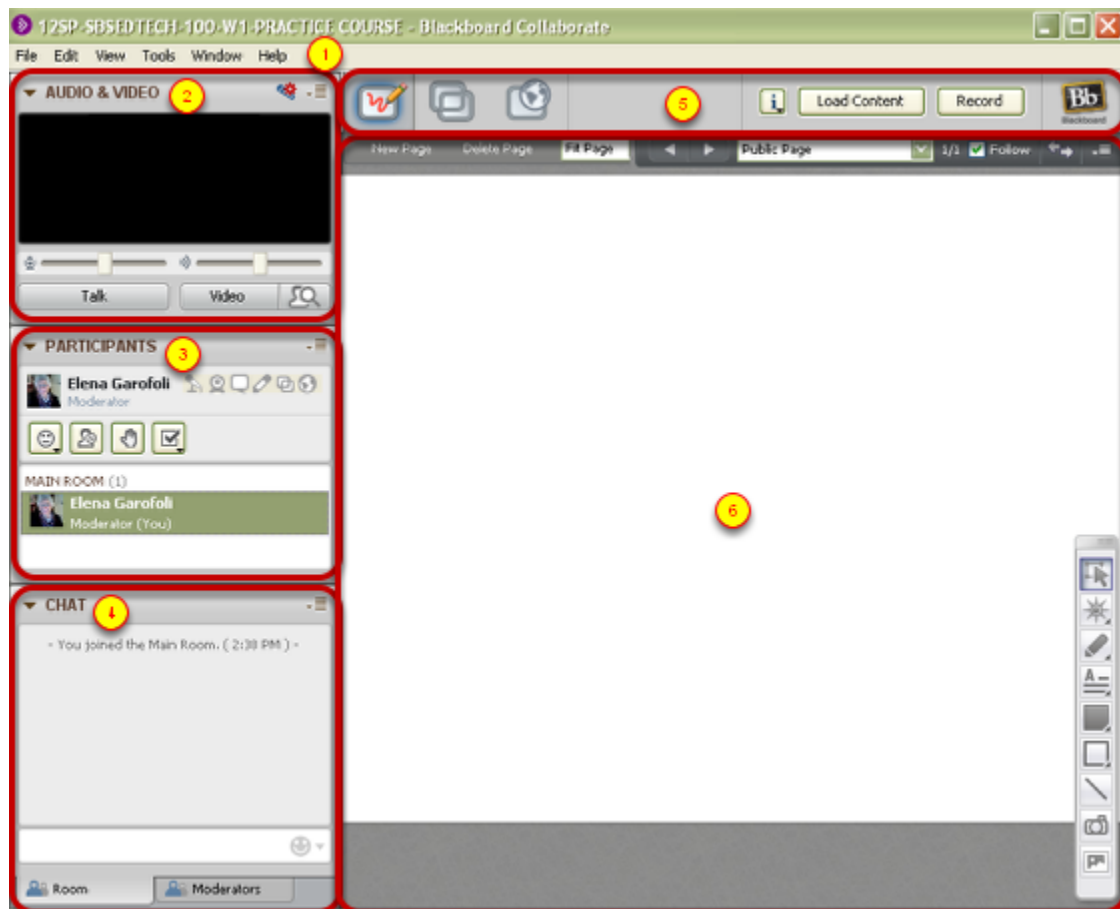 12SP-SBSEDTECH-100-W1-PRACTICE COURSE - Blackboard Collaborate
File Edit View Tools Window Help 1
AUDIO & VIDEO 2
Talk Video
PARTICIPANTS 3
Elena Garofoli
Moderator
MAIN ROOM (1)
Elena Garofoli
Moderator (You)
CHAT 4
- You joined the Main Room. ( 2:38 PM ) -
Room Moderators
5 i Load Content Record Bb
Blackboard
New Page Delete Page Fit Page Public Page 1/1 Follow
6
A